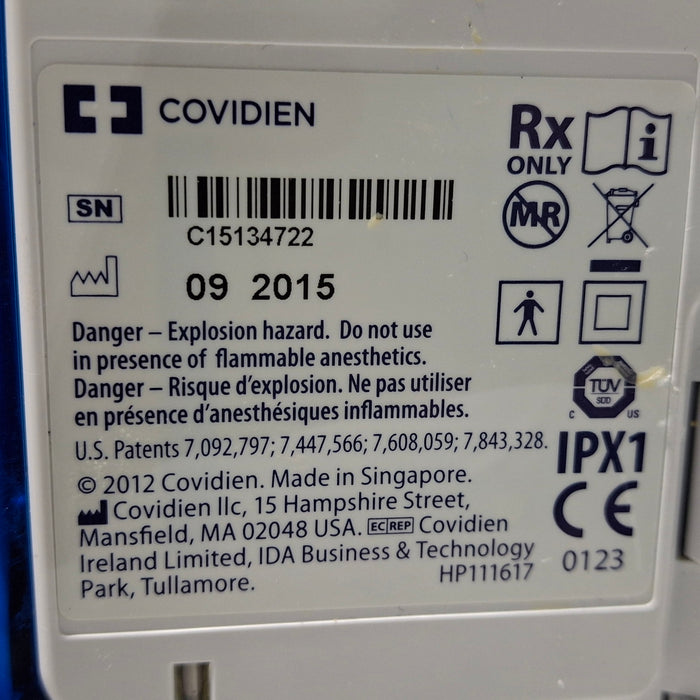 COVIDIEN
Rx
ONLY
SN
C15134722
MR
09 2015
Danger – Explosion hazard. Do not use
in presence of flammable anesthetics.
Danger – Risque d'explosion. Ne pas utiliser
en présence d'anesthésiques inflammables.
TÜV
SÜD
C US
U.S. Patents 7,092,797; 7,447,566; 7,608,059; 7,843,328.
IPX1
© 2012 Covidien. Made in Singapore.
Covidien llc, 15 Hampshire Street,
Mansfield, MA 02048 USA. EC REP Covidien
Ireland Limited, IDA Business & Technology
Park, Tullamore.
HP111617
CE
0123